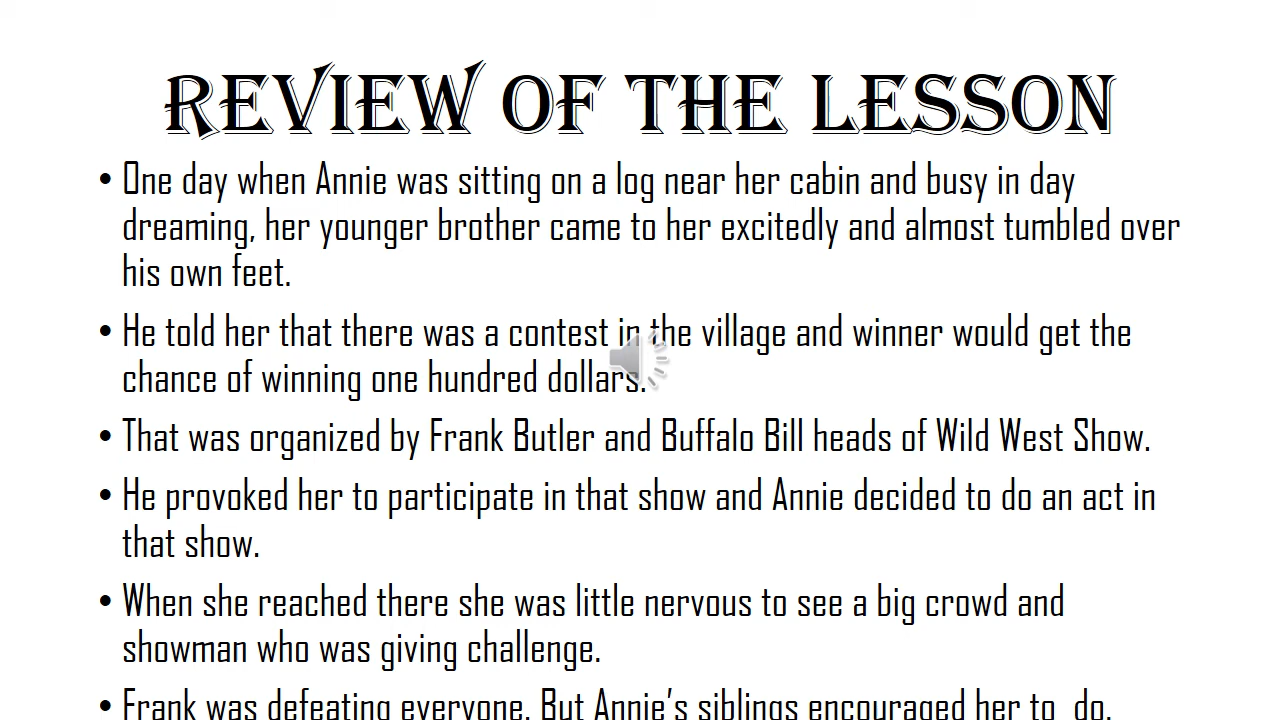 REVIEW OF THE LESSON
• One day when Annie was sitting on a log near her cabin and busy in day
dreaming, her younger brother came to her excitedly and almost tumbled over
his own feet.
• He told her that there was a contest in the village and winner would get the
chance of winning one hundred dollars.
• That was organized by Frank Butler and Buffalo Bill heads of Wild West Show.
• He provoked her to participate in that show and Annie decided to do an act in
that show.
• When she reached there she was little nervous to see a big crowd and
showman who was giving challenge.
• Frank was defeating everyone. But Annie's siblings encouraged her to  do.